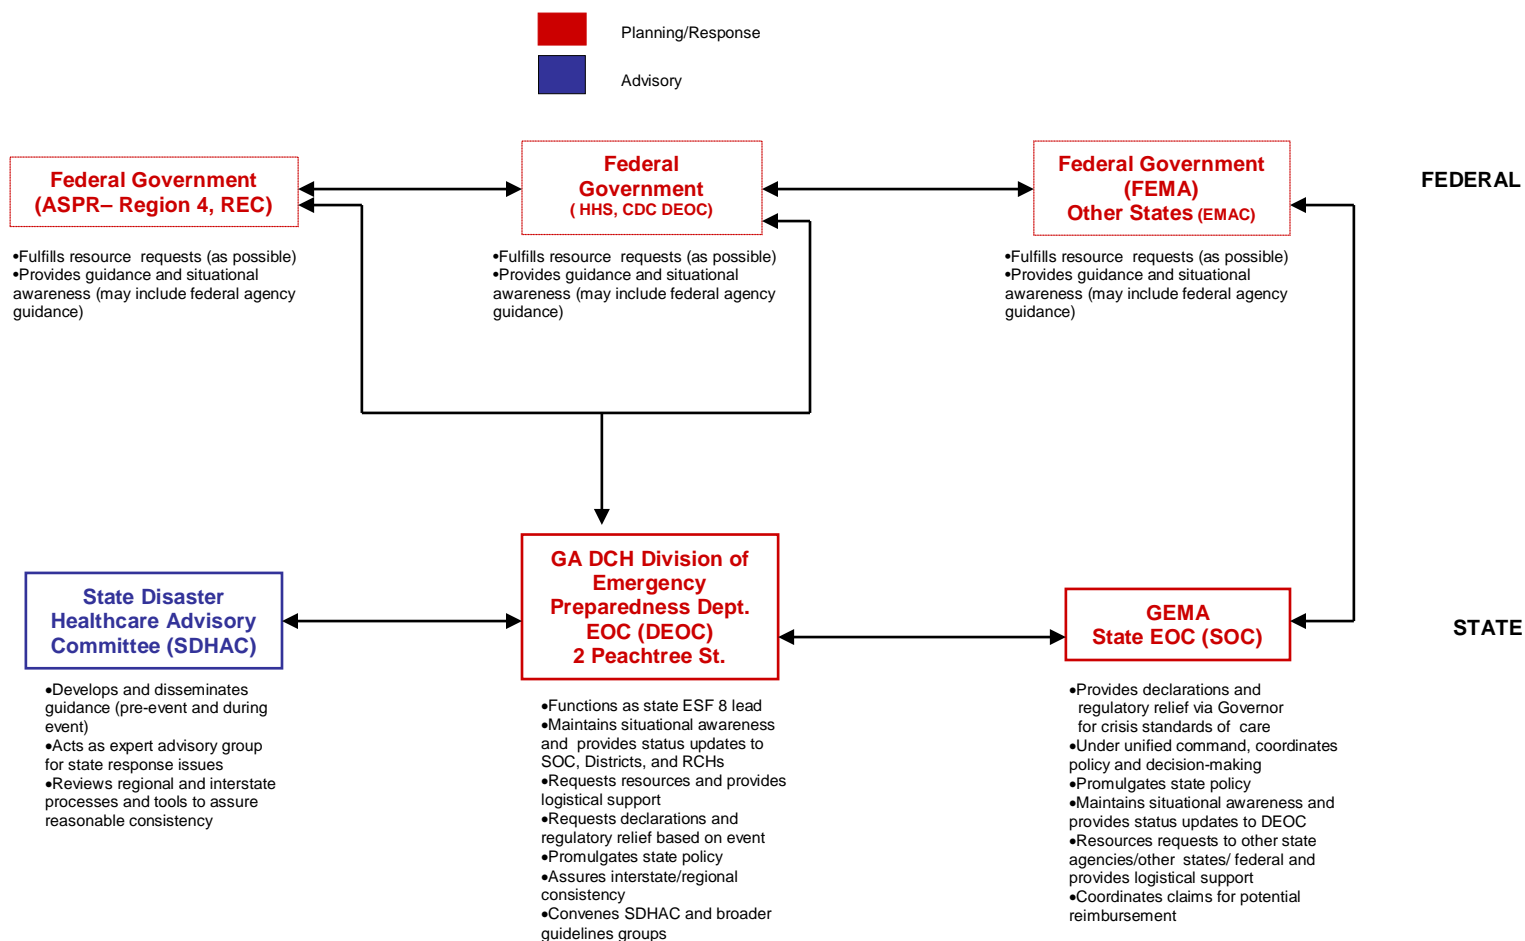 Planning/Response
Advisory
Federal Government
(ASPR– Region 4, REC)
Federal
Government
( HHS, CDC DEOC)
Federal Government
(FEMA)
Other States (EMAC)
FEDERAL
•Fulfills resource requests (as possible)
•Provides guidance and situational
awareness (may include federal agency
guidance)
•Fulfills resource requests (as possible)
•Provides guidance and situational
awareness (may include federal agency
guidance)
•Fulfills resource requests (as possible)
•Provides guidance and situational
awareness (may include federal agency
guidance)
State Disaster
Healthcare Advisory
Committee (SDHAC)
GA DCH Division of
Emergency
Preparedness Dept.
EOC (DEOC)
2 Peachtree St.
GEMA
State EOC (SOC)
STATE
•Develops and disseminates
guidance (pre-event and during
event)
•Acts as expert advisory group
for state response issues
•Reviews regional and interstate
processes and tools to assure
reasonable consistency
•Functions as state ESF 8 lead
•Maintains situational awareness
and provides status updates to
SOC, Districts, and RCHs
•Requests resources and provides
logistical support
•Requests declarations and
regulatory relief based on event
•Promulgates state policy
•Assures interstate/regional
consistency
•Convenes SDHAC and broader
guidelines groups
•Provides declarations and
regulatory relief via Governor
for crisis standards of care
•Under unified command, coordinates
policy and decision-making
•Promulgates state policy
•Maintains situational awareness and
provides status updates to DEOC
•Resources requests to other state
agencies/other states/ federal and
provides logistical support
•Coordinates claims for potential
reimbursement